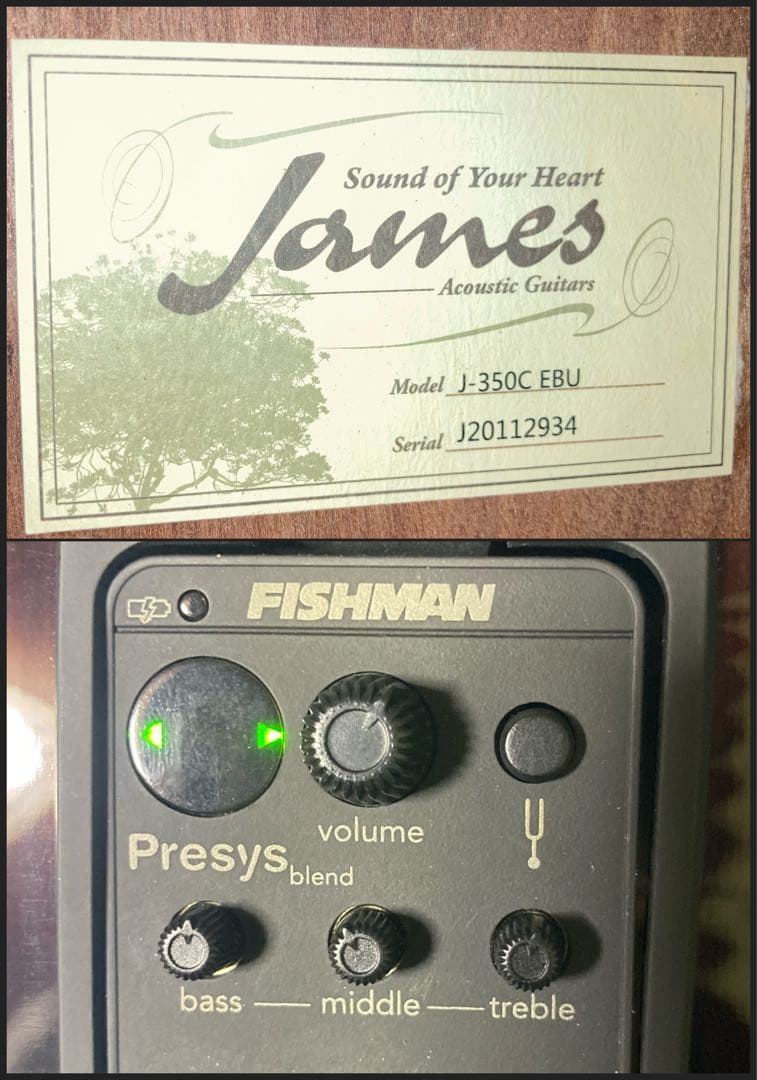 Sound of Your Heart
James
Acoustic Guitars
Model J-350C EBU
Serial J20112934
FISHMAN
volume
Presys blend
bass middle treble